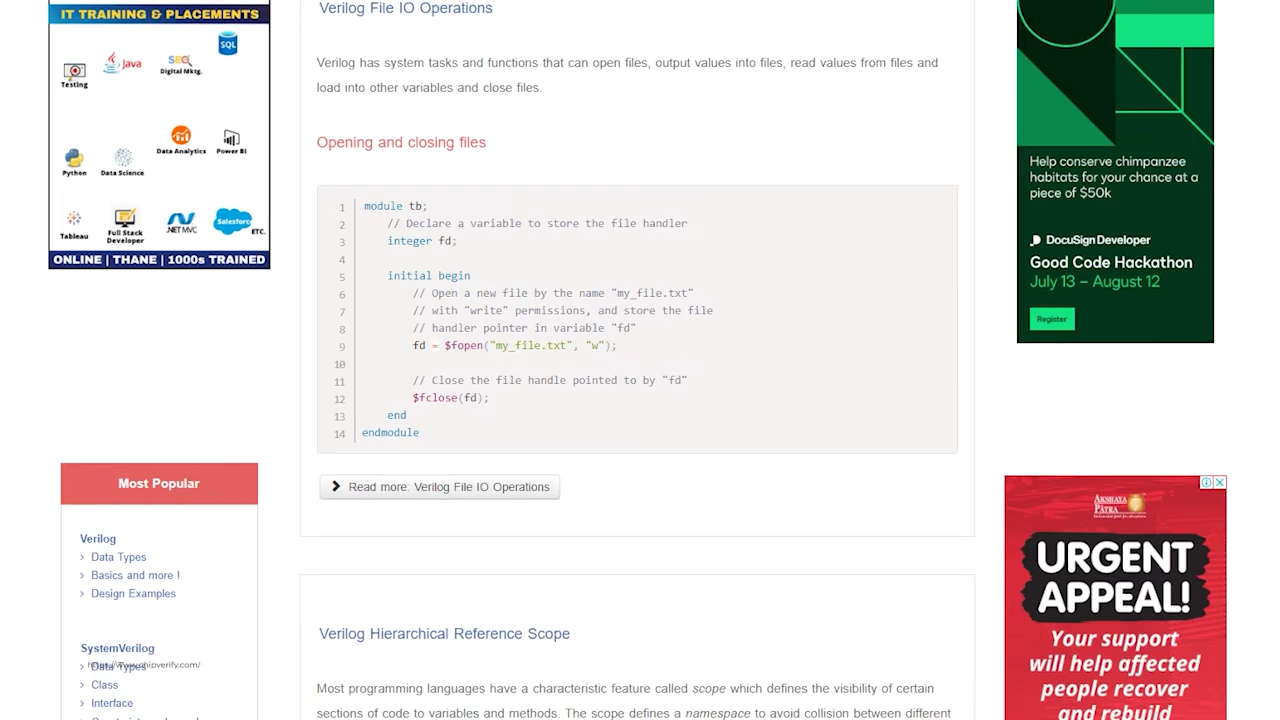 IT TRAINING & PLACEMENTS
SQL
Java
SEO
Digital Mktg.
Testing
Python
Data Science
Data Analytics
Power BI
Tableau
Full Stack
Developer
.NET MVC
Salesforce
ETC.
ONLINE | THANE | 1000s TRAINED
Most Popular
Verilog
Data Types
Basics and more !
Design Examples
SystemVerilog
Data Types
https://www.chipverify.com/
Class
Interface
Verilog File IO Operations
Verilog has system tasks and functions that can open files, output values into files, read values from files and
load into other variables and close files.
Opening and closing files
1 module tb;
2 // Declare a variable to store the file handler
3 integer fd;
4
5 initial begin
6 // Open a new file by the name "my_file.txt"
7 // with "write" permissions, and store the file
8 // handler pointer in variable "fd"
9 fd = $fopen("my_file.txt", "w");
10
11 // Close the file handle pointed to by "fd"
12 $fclose(fd);
13 end
14 endmodule
Read more: Verilog File IO Operations
Verilog Hierarchical Reference Scope
Most programming languages have a characteristic feature called scope which defines the visibility of certain
sections of code to variables and methods. The scope defines a namespace to avoid collision between different
Help conserve chimpanzee
habitats for your chance at a
piece of $50k
DocuSign Developer
Good Code Hackathon
July 13 – August 12
Register
AKSHAYA
PATRA
URGENT
APPEAL!
Your support
will help affected
people recover
and rebuild